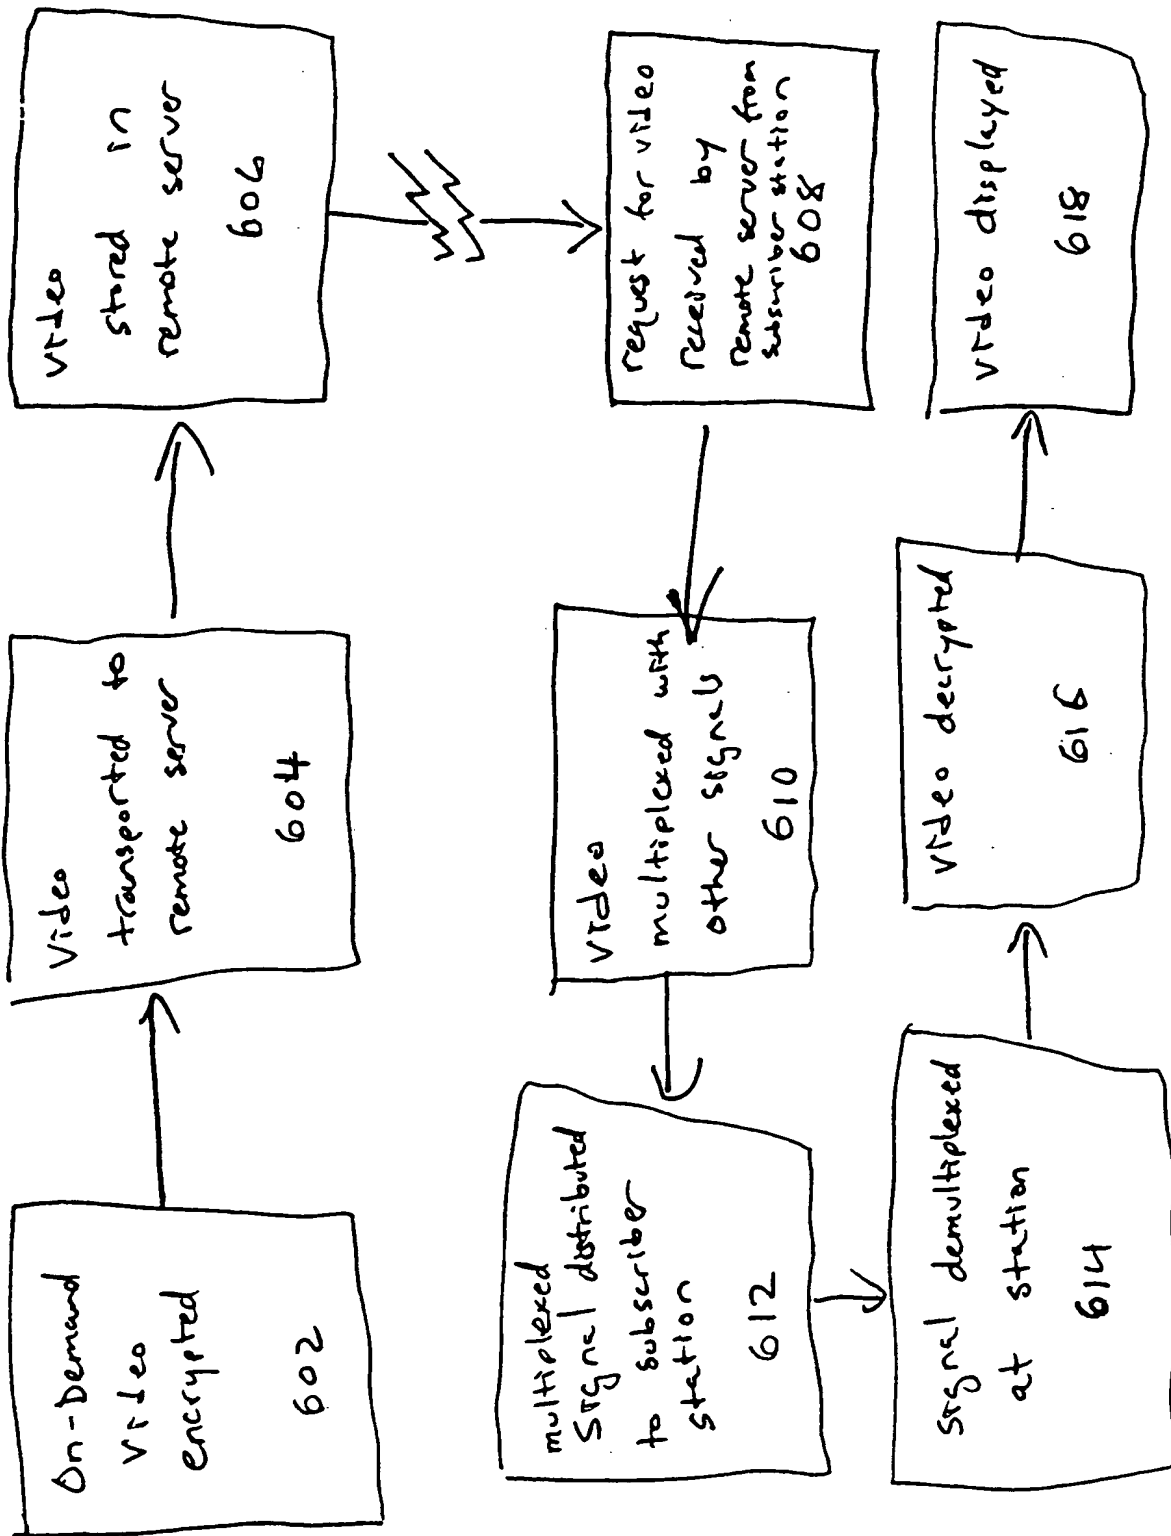 On-Demand
Video
encrypted
602
Video
transported to
remote server
604
Video
stored in
remote server
606
request for video
received by
remote server from
subscriber station
608
Video
multiplexed with
other signals
610
multiplexed
signal distributed
to subscriber
station
612
signal demultiplexed
at station
614
Video decrypted
616
Video displayed
618